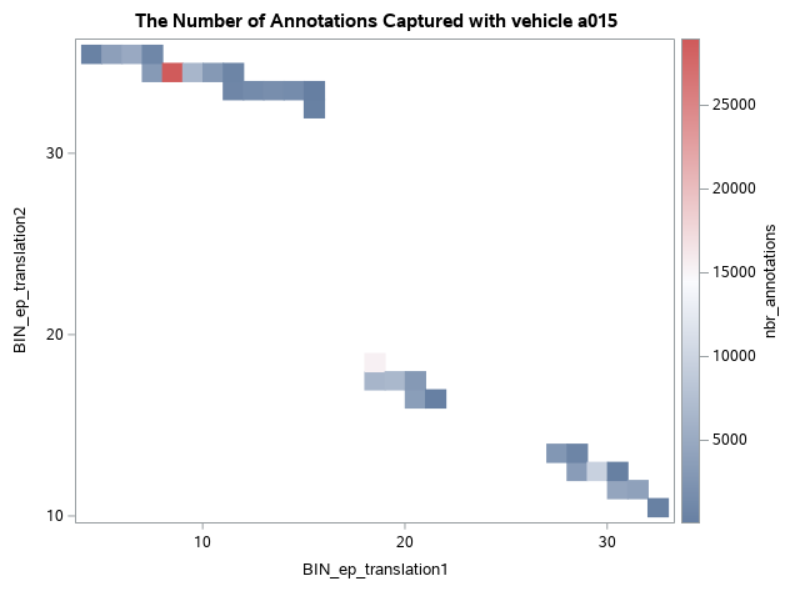 The Number of Annotations Captured with vehicle a015
BIN_ep_translation2
30
20
10
10
20
30
BIN_ep_translation1
25000
20000
15000
10000
5000
nbr_annotations